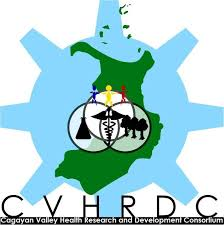 CVHRDC
Cagayan Valley Health Research and Development Consortium